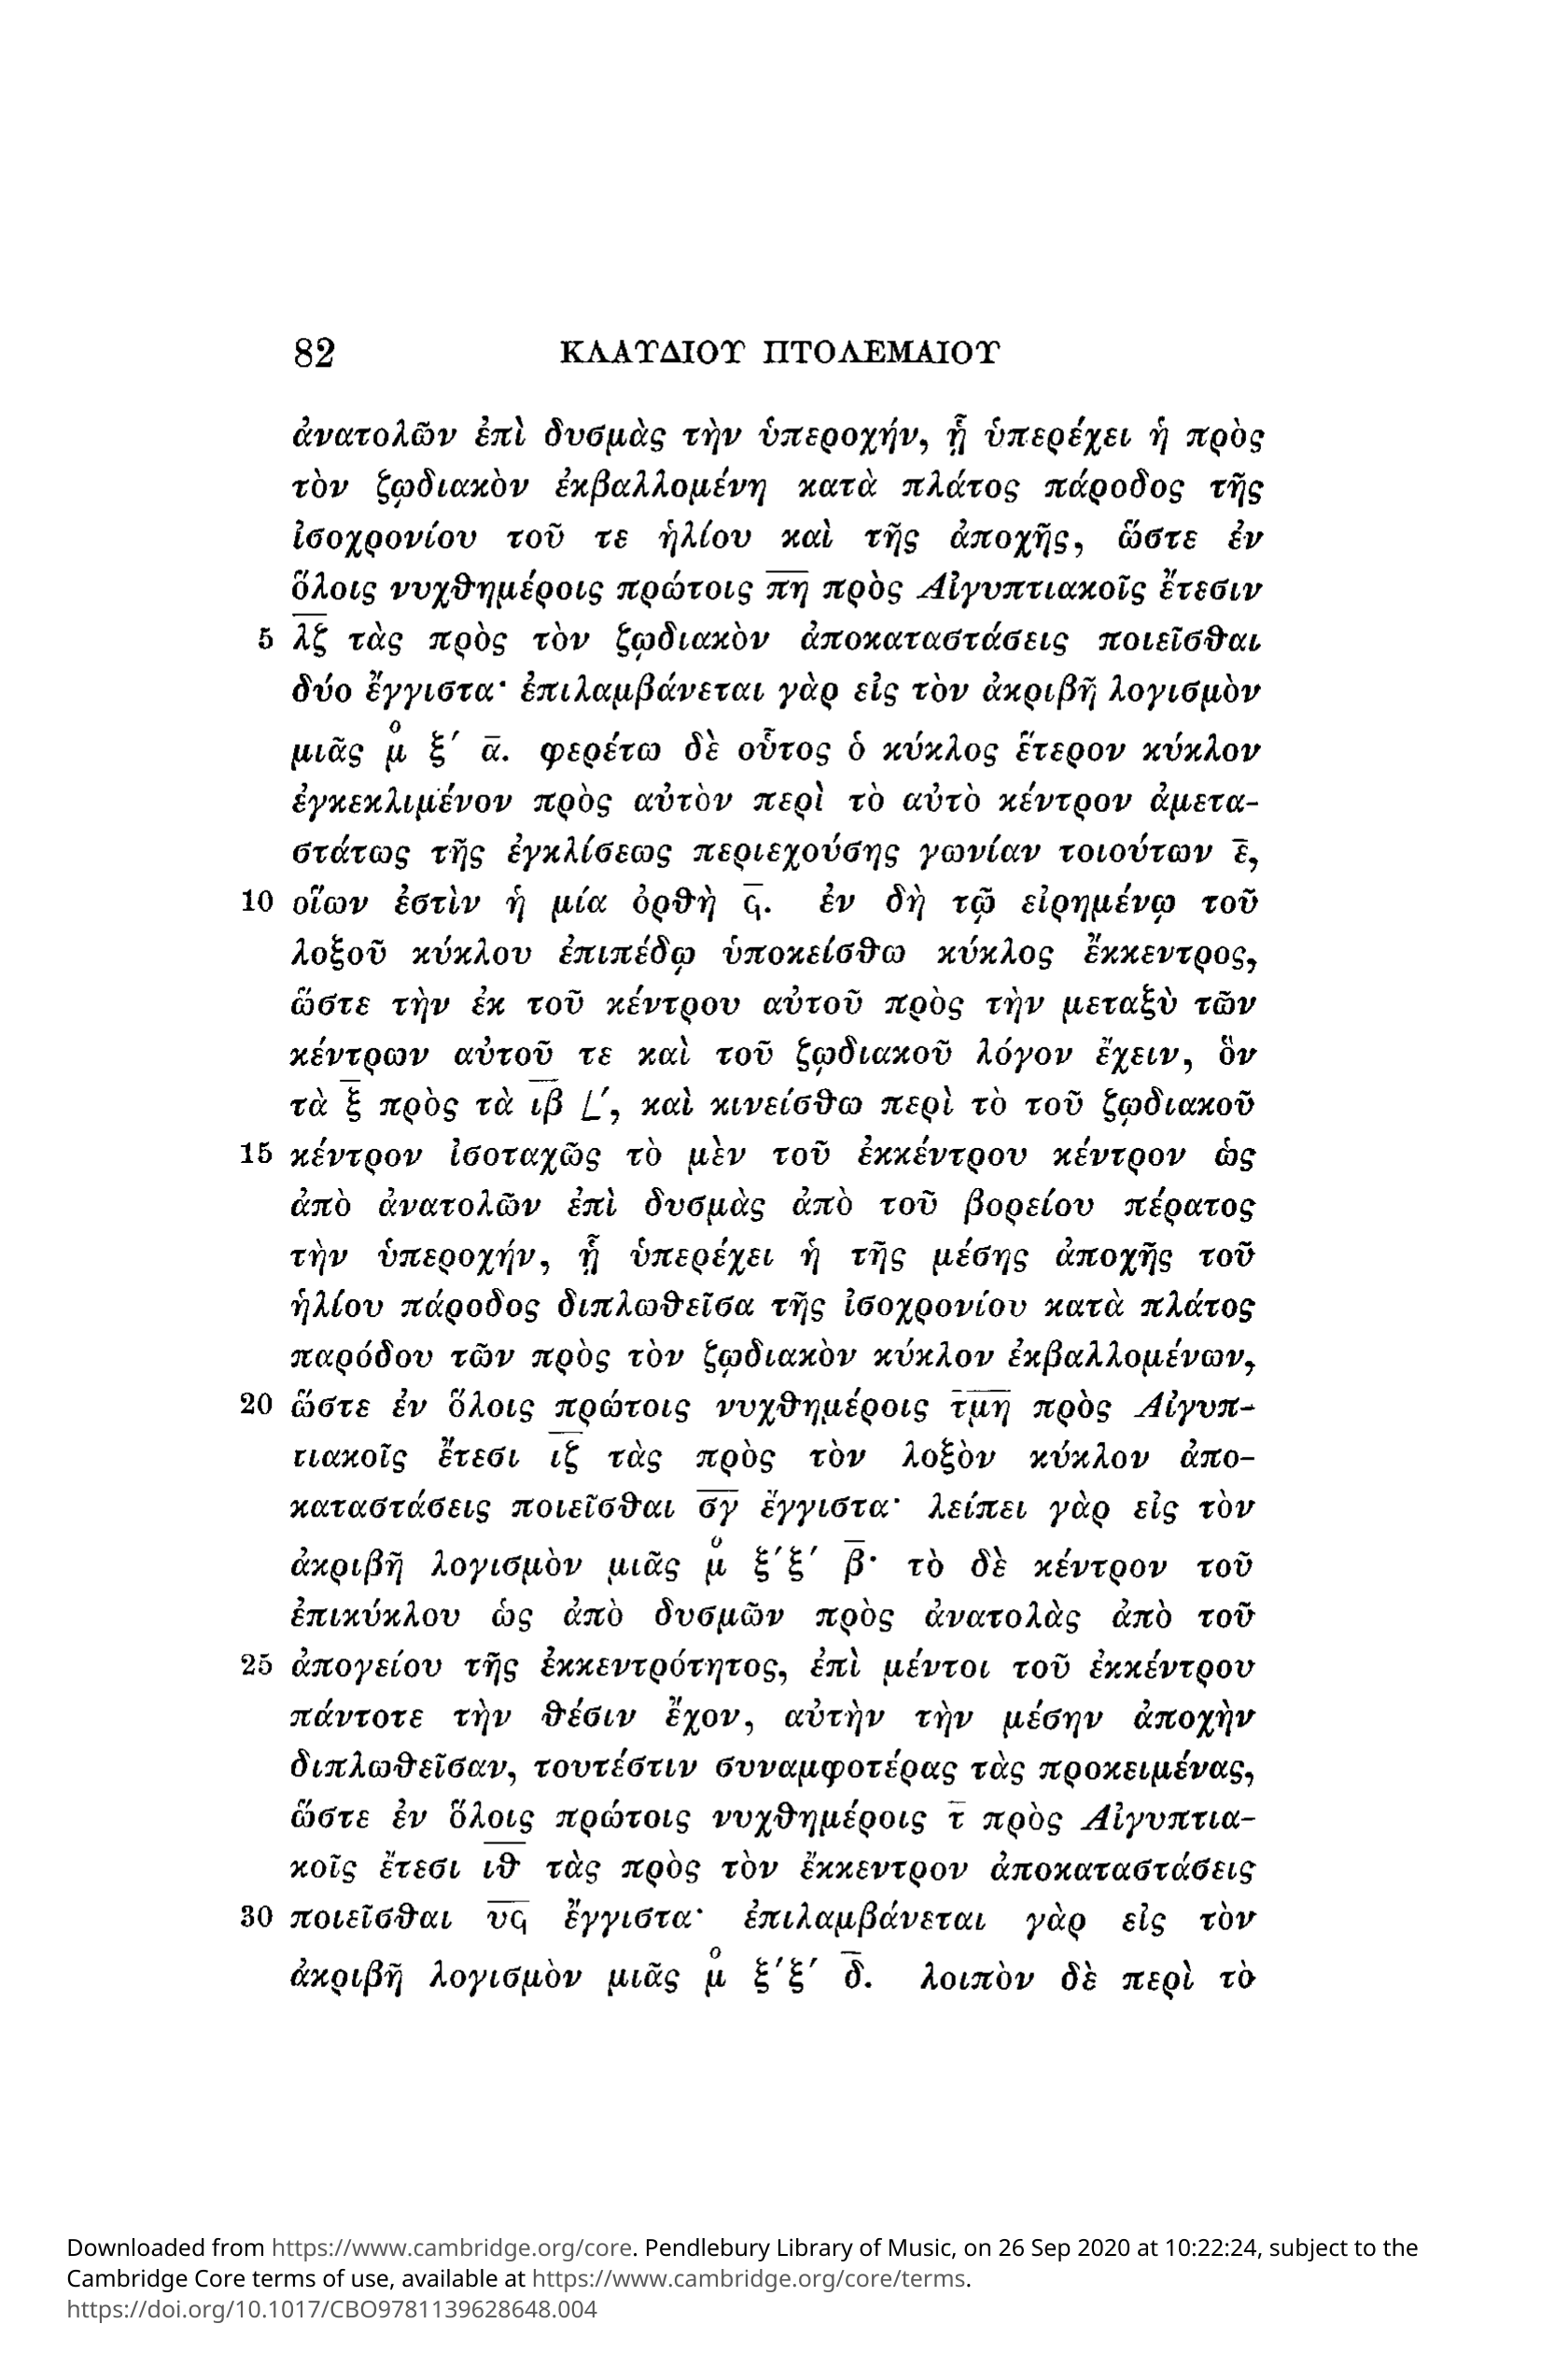 82 ΚΛΑΥΔΙΟΥ ΠΤΟΛΕΜΑΙΟΥ
ἀνατολῶν ἐπὶ δυσμὰς τὴν ὑπεροχήν, ᾗ ὑπερέχει ἡ πρὸς
τὸν ζῳδιακὸν ἐκβαλλομένη κατὰ πλάτος πάροδος τῆς
ἰσοχρονίου τοῦ τε ἡλίου καὶ τῆς ἀποχῆς, ὥστε ἐν
ὅλοις νυχθημέροις πρώτοις π̅η̅ πρὸς Αἰγυπτιακοῖς ἔτεσιν
5 λ̅ζ̅ τὰς πρὸς τὸν ζῳδιακὸν ἀποκαταστάσεις ποιεῖσθαι
δύο ἔγγιστα· ἐπιλαμβάνεται γὰρ εἰς τὸν ἀκριβῆ λογισμὸν
μιᾶς μͦ ξ′ α̅. φερέτω δὲ οὗτος ὁ κύκλος ἕτερον κύκλον
ἐγκεκλιμένον πρὸς αὐτὸν περὶ τὸ αὐτὸ κέντρον ἀμετα-
στάτως τῆς ἐγκλίσεως περιεχούσης γωνίαν τοιούτων ε̅,
10 οἵων ἐστὶν ἡ μία ὀρθὴ ϟ̅. ἐν δὴ τῷ εἰρημένῳ τοῦ
λοξοῦ κύκλου ἐπιπέδῳ ὑποκείσθω κύκλος ἔκκεντρος,
ὥστε τὴν ἐκ τοῦ κέντρου αὐτοῦ πρὸς τὴν μεταξὺ τῶν
κέντρων αὐτοῦ τε καὶ τοῦ ζῳδιακοῦ λόγον ἔχειν, ὃν
τὰ ξ̅ πρὸς τὰ ι̅β̅ 𐅵′, καὶ κινείσθω περὶ τὸ τοῦ ζῳδιακοῦ
15 κέντρον ἰσοταχῶς τὸ μὲν τοῦ ἐκκέντρου κέντρον ὡς
ἀπὸ ἀνατολῶν ἐπὶ δυσμὰς ἀπὸ τοῦ βορείου πέρατος
τὴν ὑπεροχήν, ᾗ ὑπερέχει ἡ τῆς μέσης ἀποχῆς τοῦ
ἡλίου πάροδος διπλωθεῖσα τῆς ἰσοχρονίου κατὰ πλάτος
παρόδου τῶν πρὸς τὸν ζῳδιακὸν κύκλον ἐκβαλλομένων,
20 ὥστε ἐν ὅλοις πρώτοις νυχθημέροις τ̅μ̅η̅ πρὸς Αἰγυπ-
τιακοῖς ἔτεσι ι̅ζ̅ τὰς πρὸς τὸν λοξὸν κύκλον ἀπο-
καταστάσεις ποιεῖσθαι σ̅γ̅ ἔγγιστα· λείπει γὰρ εἰς τὸν
ἀκριβῆ λογισμὸν μιᾶς μͦ ξ′ξ′ β̅· τὸ δὲ κέντρον τοῦ
ἐπικύκλου ὡς ἀπὸ δυσμῶν πρὸς ἀνατολὰς ἀπὸ τοῦ
25 ἀπογείου τῆς ἐκκεντρότητος, ἐπὶ μέντοι τοῦ ἐκκέντρου
πάντοτε τὴν θέσιν ἔχον, αὐτὴν τὴν μέσην ἀποχὴν
διπλωθεῖσαν, τουτέστιν συναμφοτέρας τὰς προκειμένας,
ὥστε ἐν ὅλοις πρώτοις νυχθημέροις τ̅ πρὸς Αἰγυπτια-
κοῖς ἔτεσι ι̅θ̅ τὰς πρὸς τὸν ἔκκεντρον ἀποκαταστάσεις
30 ποιεῖσθαι υ̅ϟ̅ ἔγγιστα· ἐπιλαμβάνεται γὰρ εἰς τὸν
ἀκριβῆ λογισμὸν μιᾶς μͦ ξ′ξ′ δ̅. λοιπὸν δὲ περὶ τὸ
Downloaded from https://www.cambridge.org/core. Pendlebury Library of Music, on 26 Sep 2020 at 10:22:24, subject to the
Cambridge Core terms of use, available at https://www.cambridge.org/core/terms.
https://doi.org/10.1017/CBO9781139628648.004